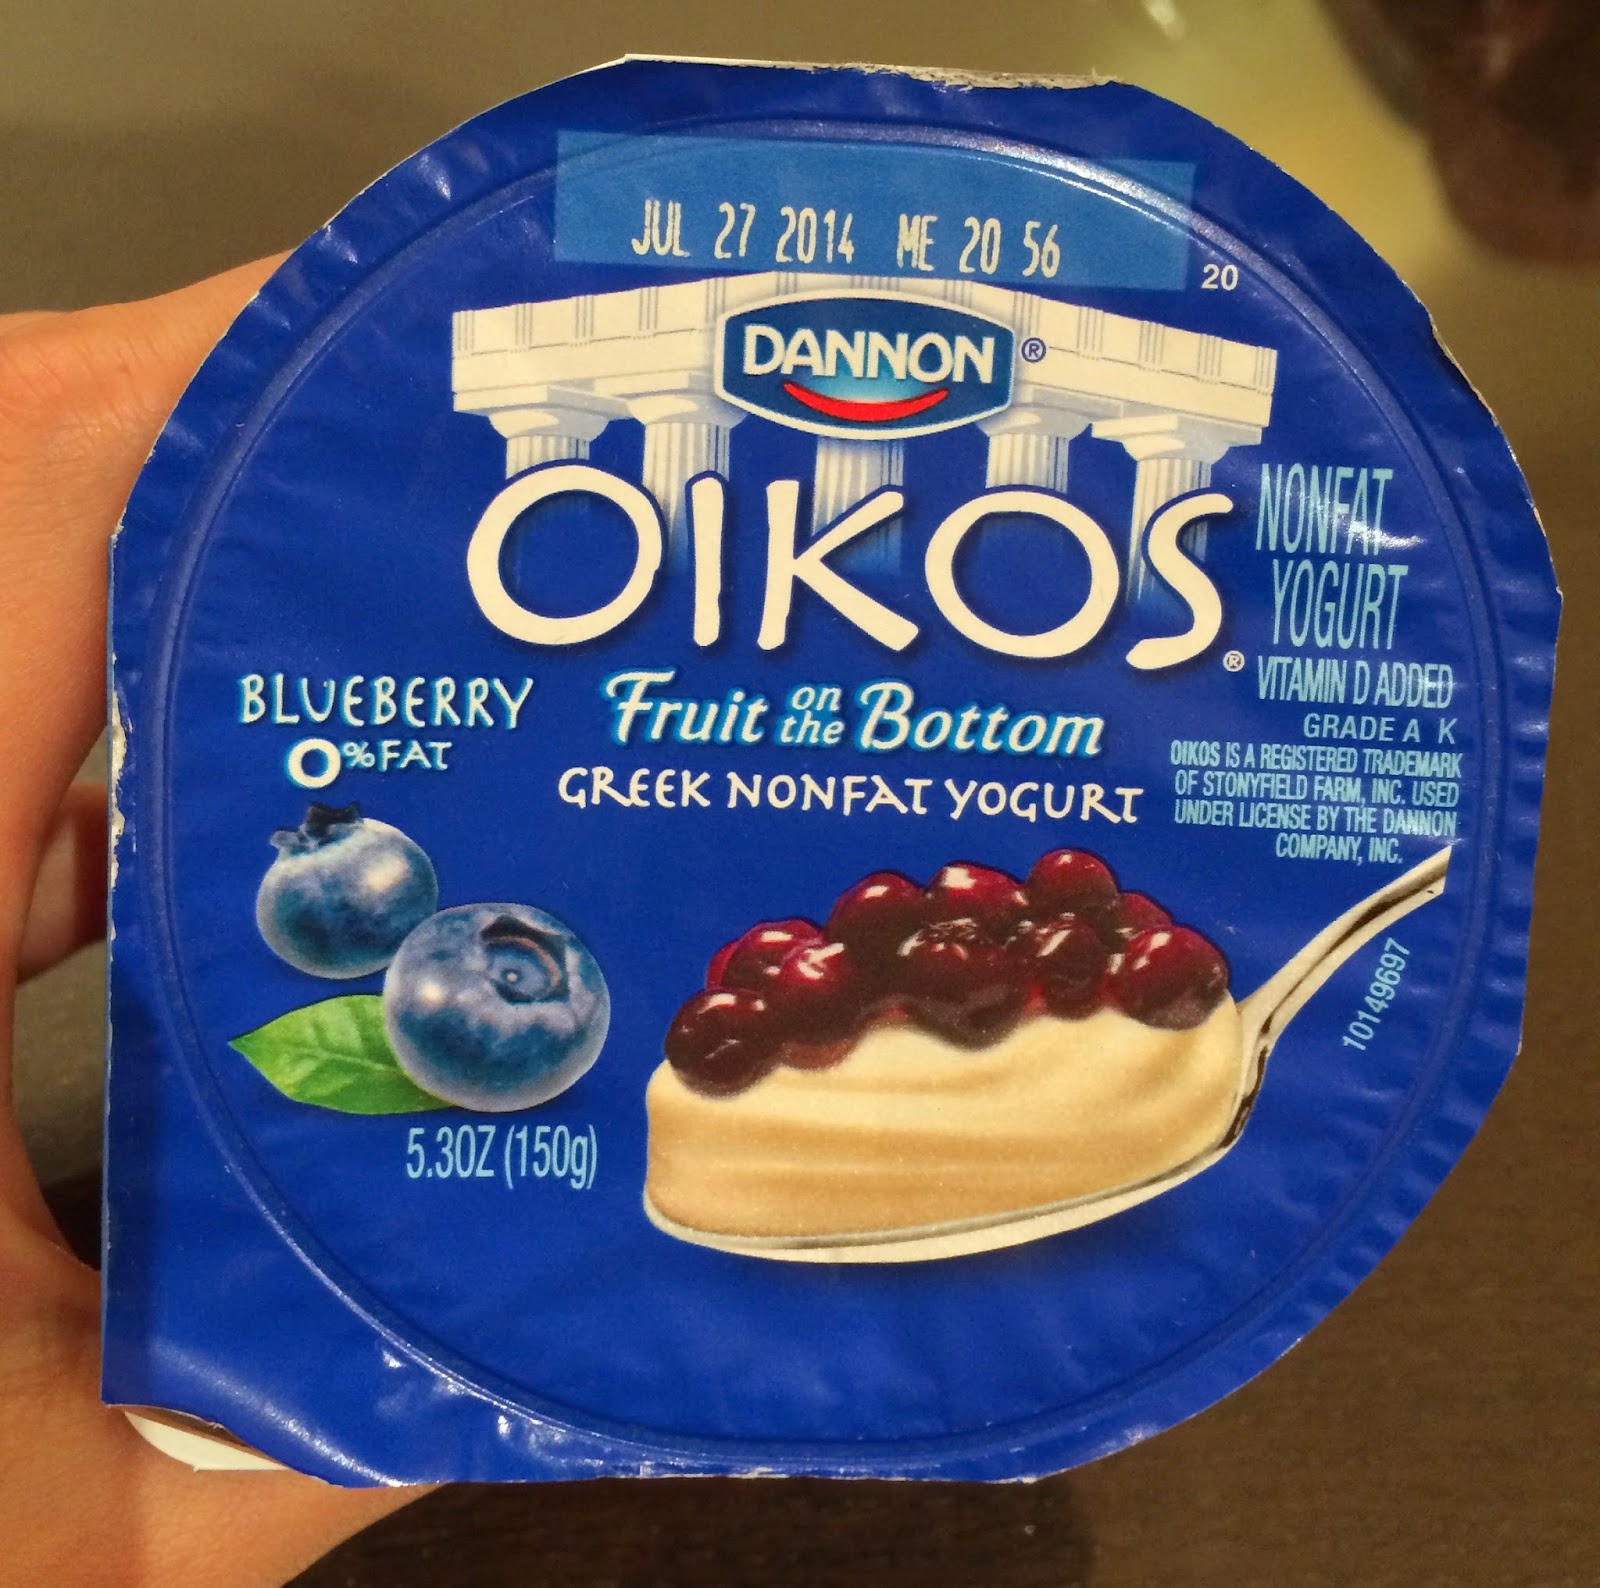 JUL 27 2014 ME 20 56
20
DANNON®
OIKOS®
NONFAT
YOGURT
VITAMIN D ADDED
GRADE A K
OIKOS IS A REGISTERED TRADEMARK
OF STONYFIELD FARM, INC. USED
UNDER LICENSE BY THE DANNON
COMPANY, INC.
BLUEBERRY
0% FAT
Fruit on the Bottom
GREEK NONFAT YOGURT
10149697
5.3OZ (150g)